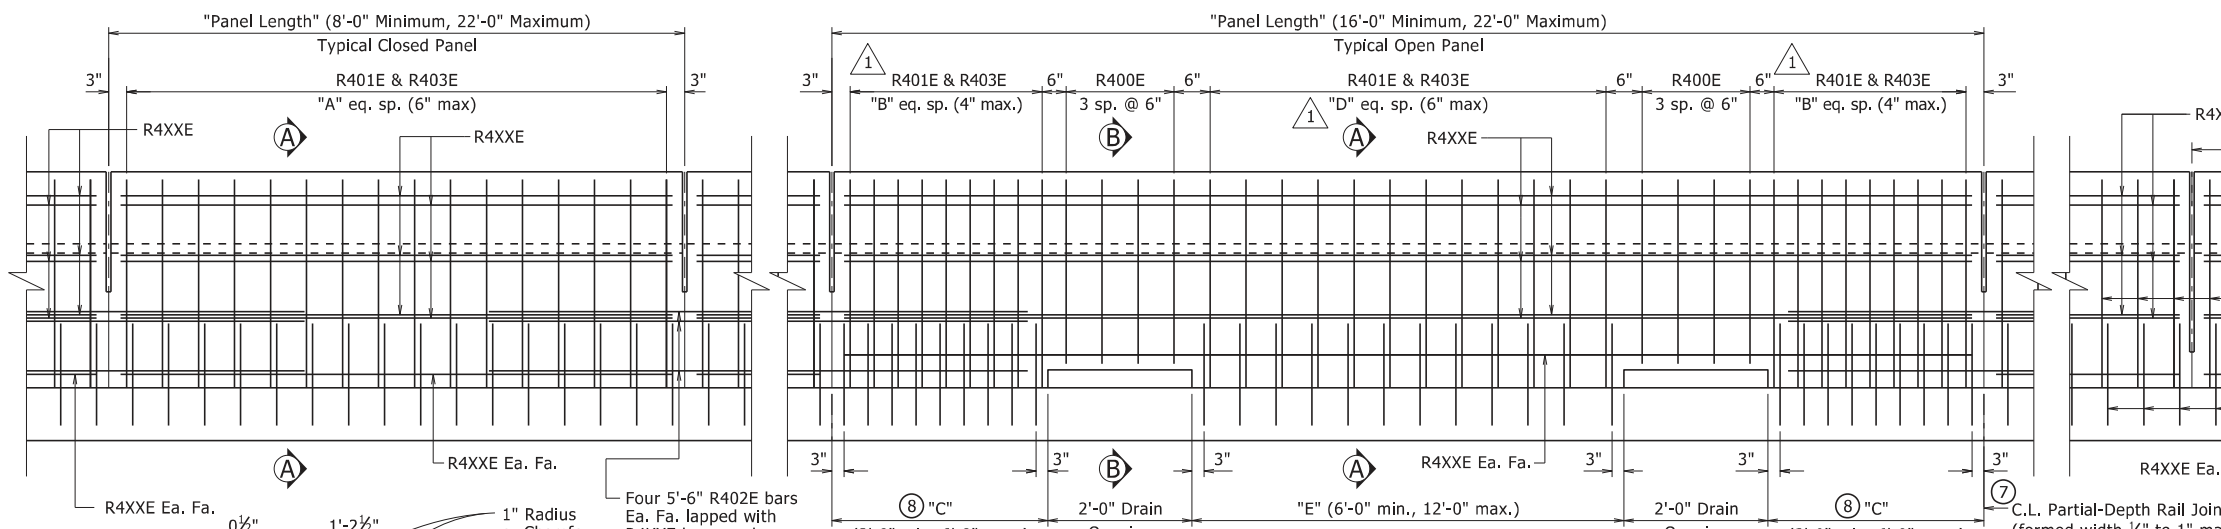 "Panel Length" (8'-0" Minimum, 22'-0" Maximum)
Typical Closed Panel
"Panel Length" (16'-0" Minimum, 22'-0" Maximum)
Typical Open Panel
3"
R401E & R403E
"A" eq. sp. (6" max)
3"
1
R401E & R403E
"B" eq. sp. (4" max.)
6"
R400E
3 sp. @ 6"
6"
R401E & R403E
1
"D" eq. sp. (6" max)
6"
R400E
3 sp. @ 6"
6"
1
R401E & R403E
"B" eq. sp. (4" max.)
3"
R4XXE
A
R4XXE
B
A
R4XXE
R4XXE Ea. Fa.
A
R4XXE Ea. Fa.
3"
3"
B
3"
A
R4XXE Ea. Fa.
3"
3"
3"
R4XXE Ea.
Four 5'-6" R402E bars
Ea. Fa. lapped with
1" Radius
1'-2½"
0½"
8 "C"
2'-0" Drain
"E" (6'-0" min., 12'-0" max.)
2'-0" Drain
8 "C"
7
C.L. Partial-Depth Rail Join